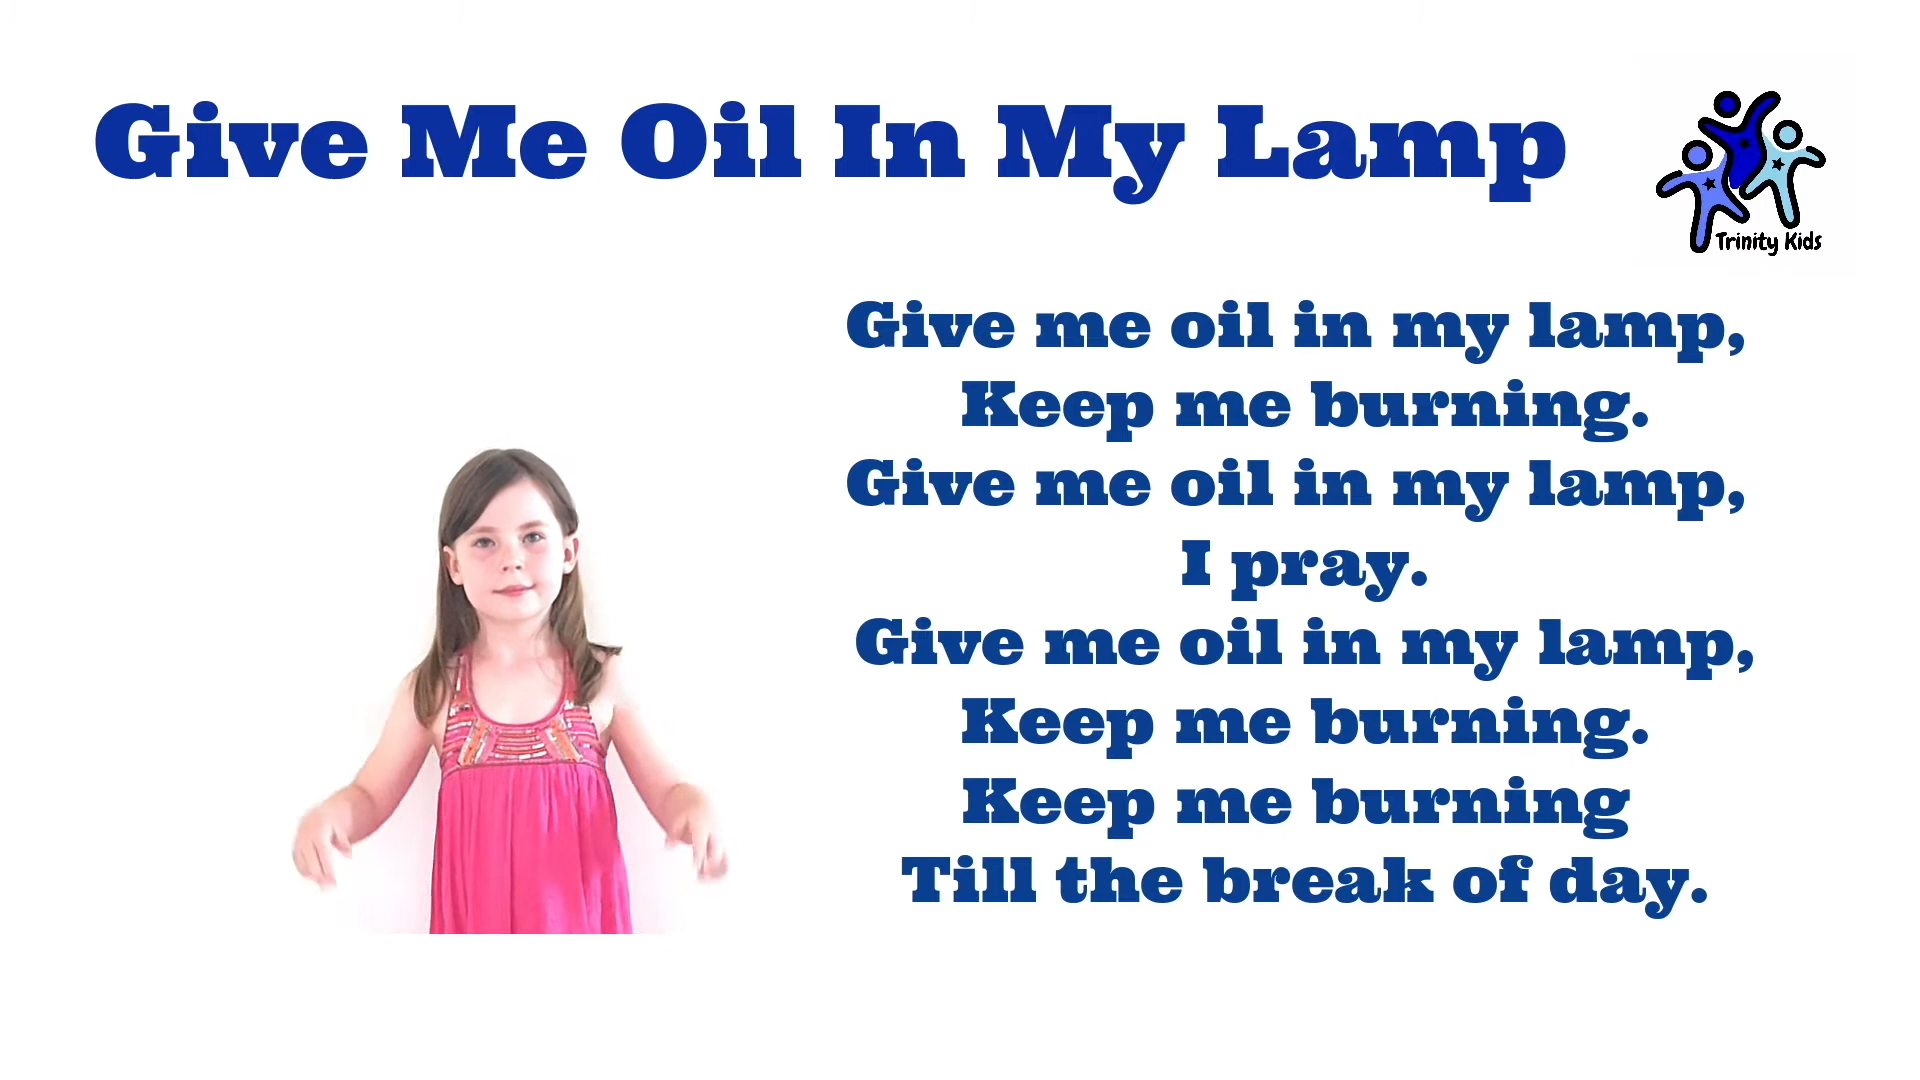 Give Me Oil In My Lamp
Trinity Kids
Give me oil in my lamp,
Keep me burning.
Give me oil in my lamp,
I pray.
Give me oil in my lamp,
Keep me burning.
Keep me burning
Till the break of day.